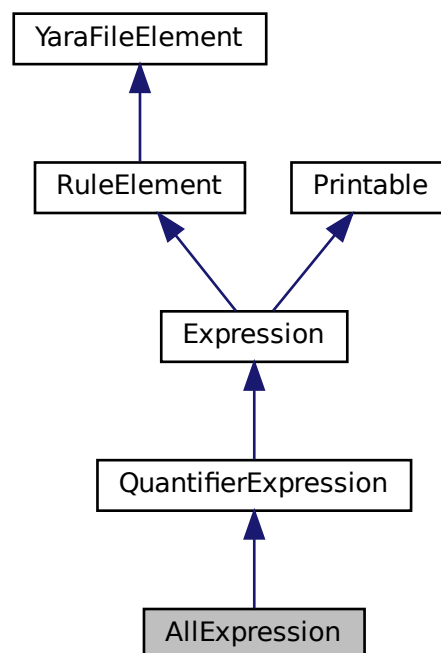 YaraFileElement
RuleElement
Printable
Expression
QuantifierExpression
AllExpression